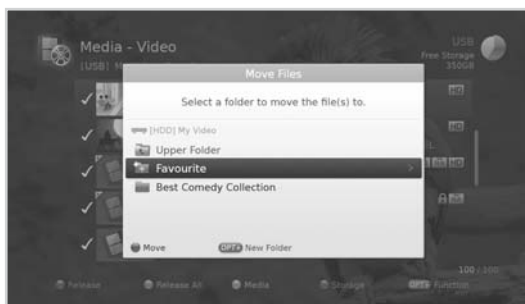 Media - Video
USB
Free Storage
350GB
[USB] M
Move Files
Select a folder to move the file(s) to.
[HDD] My Video
Upper Folder
Favourite
Best Comedy Collection
Move
OPT+ New Folder
HD
HD
HD
100 / 100
Release
Release All
Media
Storage
OPT+ Function